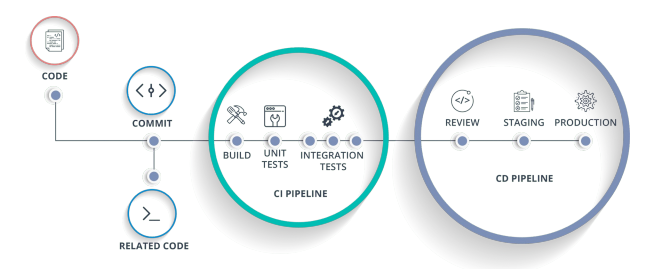 CODE
COMMIT
RELATED CODE
BUILD
UNIT
TESTS
INTEGRATION
TESTS
CI PIPELINE
REVIEW
STAGING
PRODUCTION
CD PIPELINE